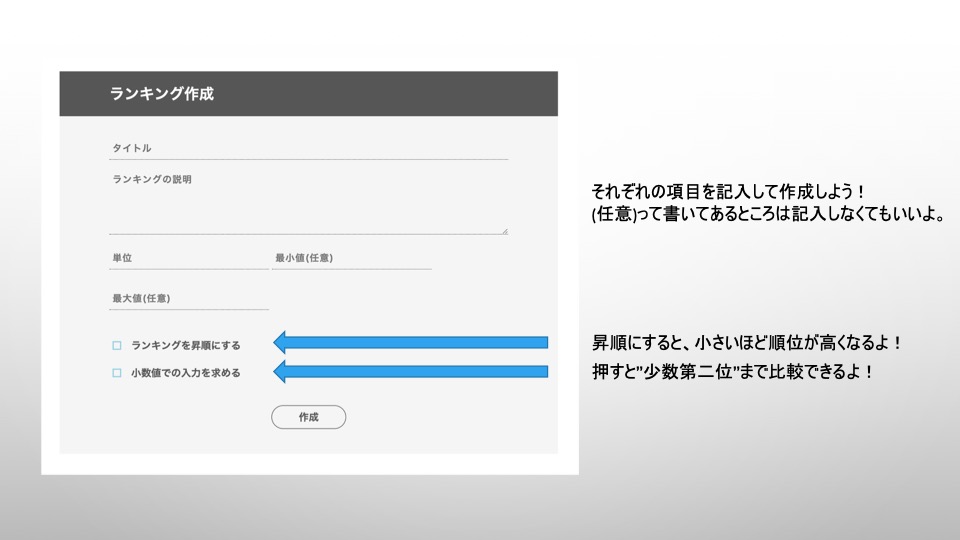 ランキング作成
タイトル
ランキングの説明
単位
最小値(任意)
最大値(任意)
ランキングを昇順にする
小数値での入力を求める
作成
それぞれの項目を記入して作成しよう！
(任意)って書いてあるところは記入しなくてもいいよ。
昇順にすると、小さいほど順位が高くなるよ！
押すと”少数第二位”まで比較できるよ！